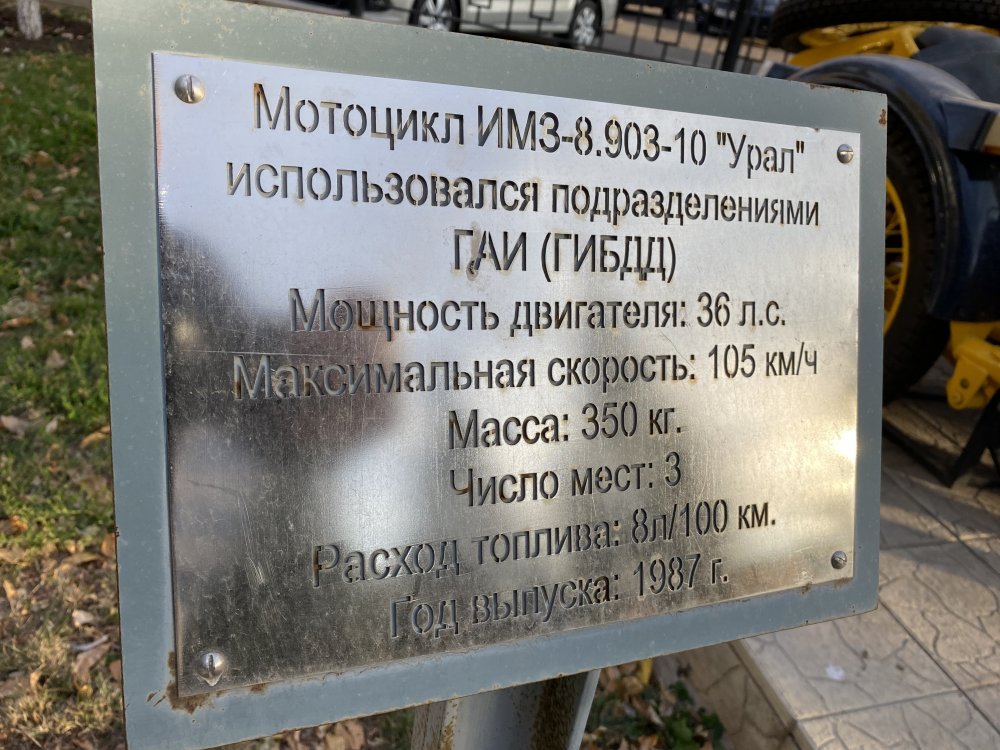 Мотоцикл ИМЗ-8.903-10 "Урал"
использовался подразделениями
ГАИ (ГИБДД)
Мощность двигателя: 36 л.с.
Максимальная скорость: 105 км/ч
Масса: 350 кг.
Число мест: 3
Расход топлива: 8л/100 км.
Год выпуска: 1987 г.